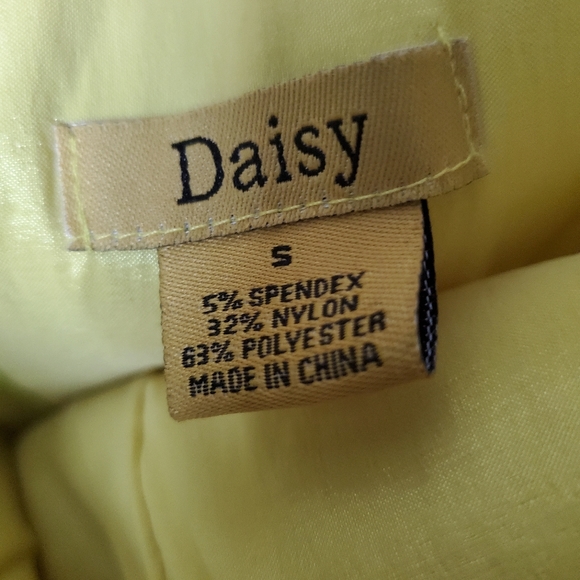 Daisy
S
5% SPENDEX
32% NYLON
63% POLYESTER
MADE IN CHINA